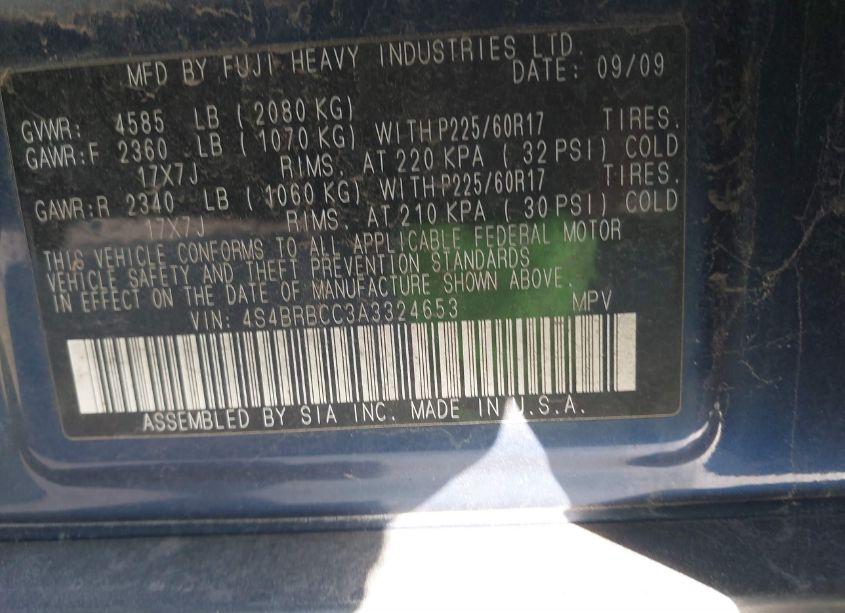 MFD BY FUJI HEAVY INDUSTRIES LTD.
DATE: 09/09
GVWR: 4585 LB (2080 KG)
GAWR:F 2360 LB (1070 KG) WITH P225/60R17 TIRES.
17X7J RIMS. AT 220 KPA (32 PSI) COLD
GAWR:R 2340 LB (1060 KG) WITH P225/60R17 TIRES.
17X7J RIMS. AT 210 KPA (30 PSI) COLD
THIS VEHICLE CONFORMS TO ALL APPLICABLE FEDERAL MOTOR
VEHICLE SAFETY AND THEFT PREVENTION STANDARDS
IN EFFECT ON THE DATE OF MANUFACTURE SHOWN ABOVE.
VIN: 4S4BRBCC3A3324653 MPV
ASSEMBLED BY SIA INC. MADE IN U.S.A.